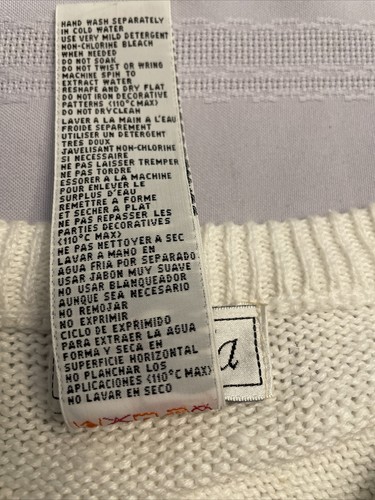 HAND WASH SEPARATELY
IN COLD WATER
USE VERY MILD DETERGENT
NON-CHLORINE BLEACH
WHEN NEEDED
DO NOT SOAK
DO NOT TWIST OR WRING
MACHINE SPIN TO
EXTRACT WATER
RESHAPE AND DRY FLAT
DO NOT IRON DECORATIVE
PATTERNS (110°C MAX)
DO NOT DRYCLEAN
LAVER A LA MAIN A L'EAU
FROIDE SEPAREMENT
UTILISER UN DETERGENT
TRES DOUX
JAVELISANT NON-CHLORINE
SI NECESSAIRE
NE PAS LAISSER TREMPER
NE PAS TORDRE
ESSORER A LA MACHINE
POUR ENLEVER LE
SURPLUS D'EAU
REMETTRE A FORME
ET SECHER A PLAT
NE PAS REPASSER LES
PARTIES DECORATIVES
(110°C MAX)
NE PAS NETTOYER A SEC
LAVAR A MANO EN
AGUA FRIA POR SEPARADO
USAR JABON MUY SUAVE
NO USAR BLANQUEADOR
AUNQUE SEA NECESARIO
NO REMOJAR
NO EXPRIMIR
CICLO DE EXPRIMIDO
PARA EXTRAER LA AGUA
FORMA Y SECA EN
SUPERFICIE HORIZONTAL
NO PLANCHAR LOS
APLICACIONES (110°C MAX)
NO LAVAR EN SECO
a